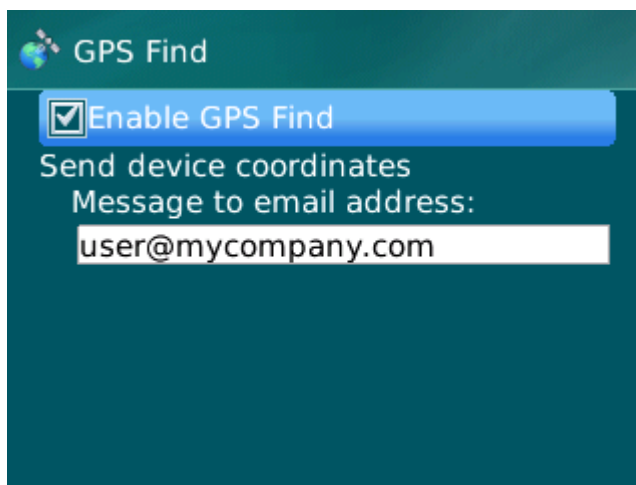 GPS Find
Enable GPS Find
Send device coordinates
Message to email address:
user@mycompany.com